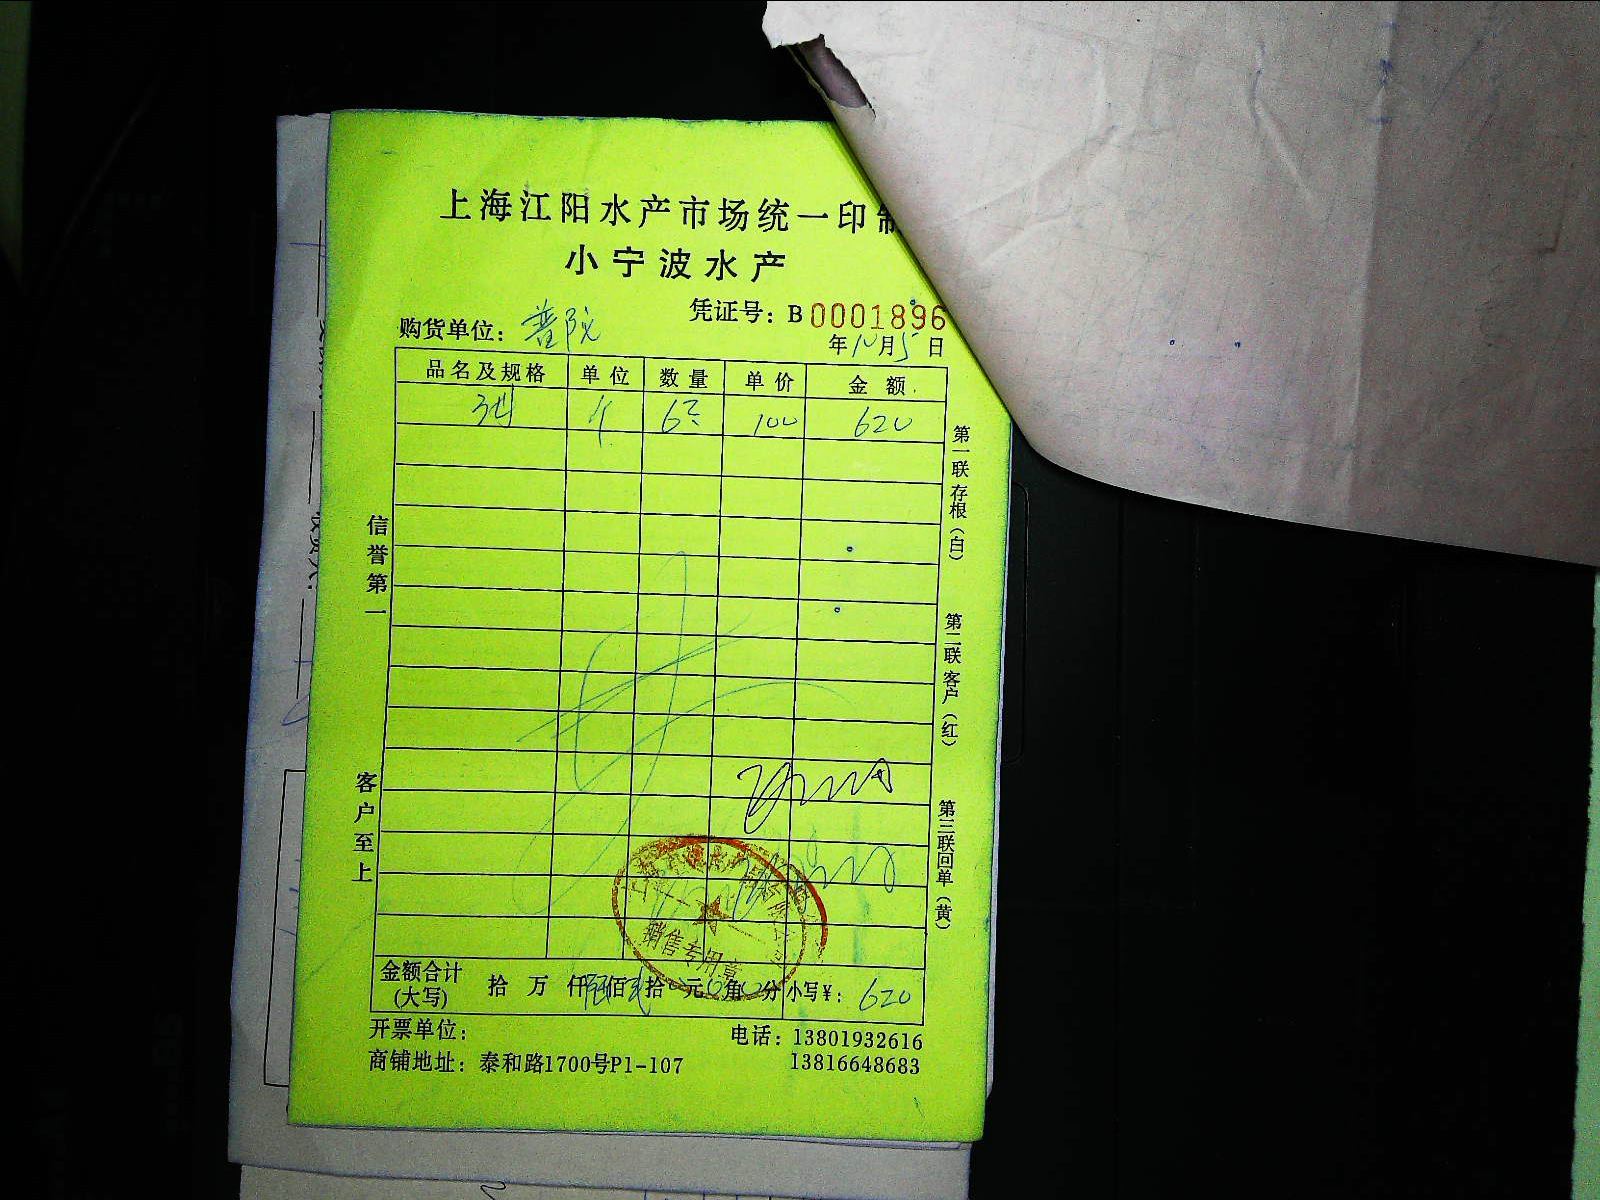 上海江阳水产市场统一印制
小宁波水产
凭证号：B0001896
购货单位：普陀
年10月5日
品名及规格 单位 数量 单价 金额
100 620
信誉第一
客户至上
第一联存根（白）
第二联客户（红）
第三联回单（黄）
销售专用章
金额合计（大写） 拾 万 仟 佰 拾 元 角 分 小写￥：620
开票单位：
电话：13801932616
商铺地址：泰和路1700号P1-107
13816648683